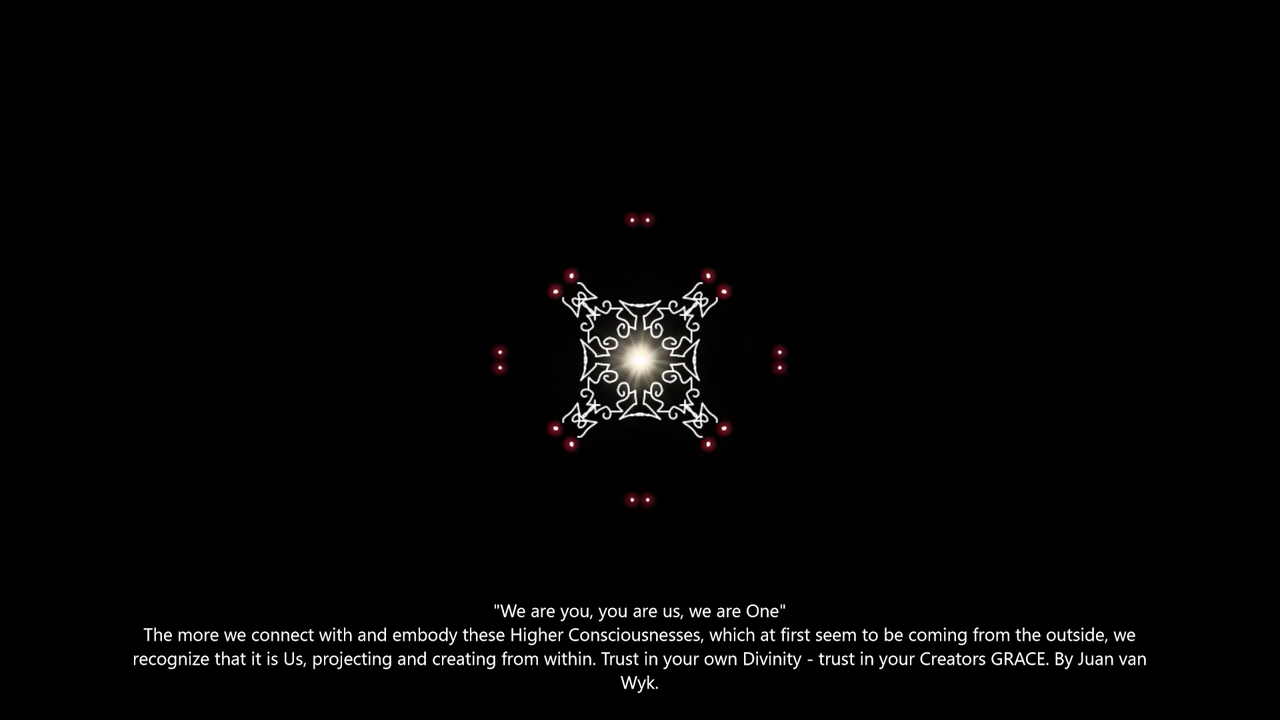 "We are you, you are us, we are One"
The more we connect with and embody these Higher Consciousnesses, which at first seem to be coming from the outside, we
recognize that it is Us, projecting and creating from within. Trust in your own Divinity - trust in your Creators GRACE. By Juan van
Wyk.